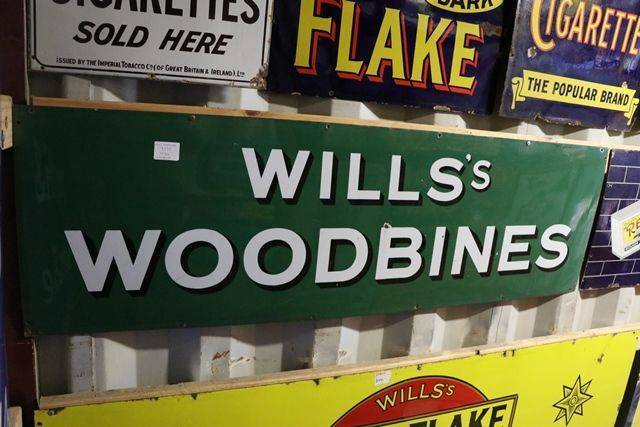 CIGARETTES
SOLD HERE
ISSUED BY THE IMPERIAL TOBACCO CO (OF GREAT BRITAIN & IRELAND), LTD
DARK
FLAKE
CIGARETTE
THE POPULAR BRAND
WILLS's
WOODBINES
WILLS's
FLAKE